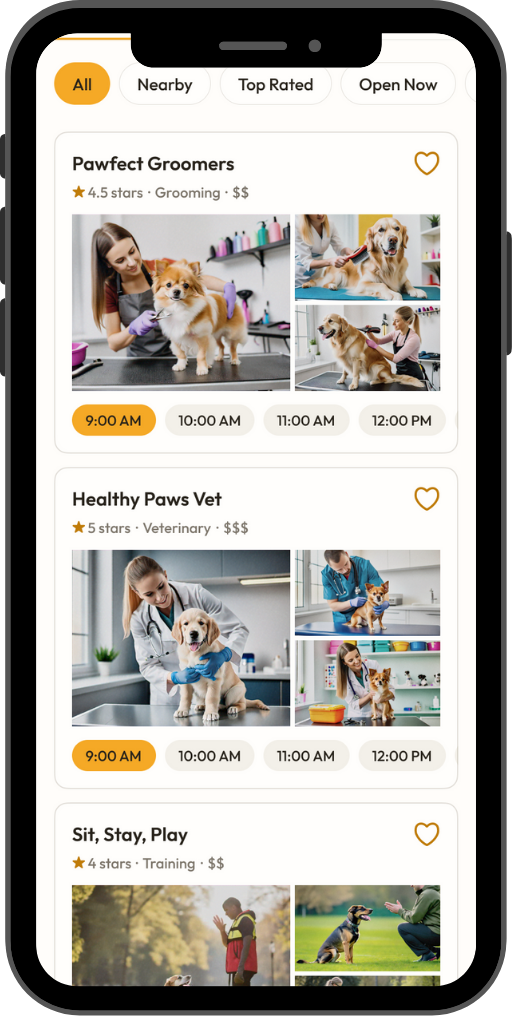 All Nearby Top Rated Open Now
Pawfect Groomers
4.5 stars · Grooming · $$
9:00 AM 10:00 AM 11:00 AM 12:00 PM
Healthy Paws Vet
5 stars · Veterinary · $$$
9:00 AM 10:00 AM 11:00 AM 12:00 PM
Sit, Stay, Play
4 stars · Training · $$